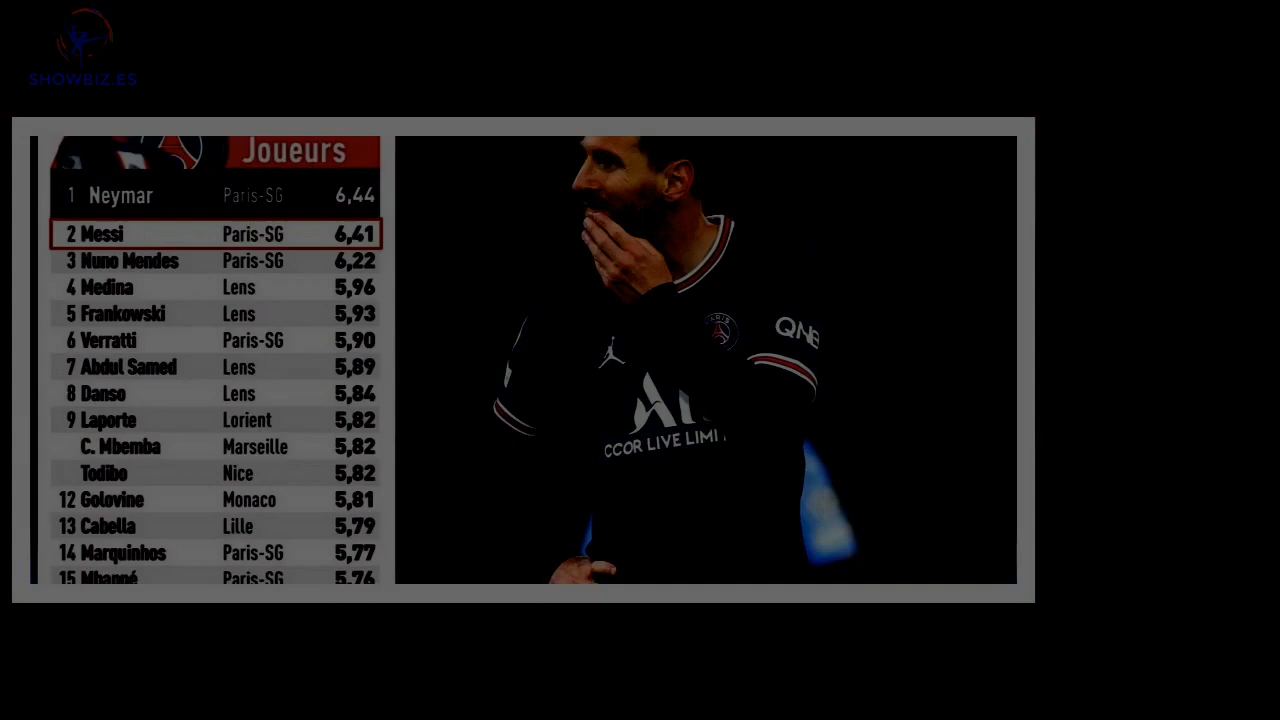 SHOWBIZ.ES
Joueurs
1 Neymar Paris-SG 6,44
2 Messi Paris-SG 6,41
3 Nuno Mendes Paris-SG 6,22
4 Medina Lens 5,96
5 Frankowski Lens 5,93
6 Verratti Paris-SG 5,90
7 Abdul Samed Lens 5,89
8 Danso Lens 5,84
9 Laporte Lorient 5,82
C. Mbemba Marseille 5,82
Todibo Nice 5,82
12 Golovine Monaco 5,81
13 Cabella Lille 5,79
14 Marquinhos Paris-SG 5,77
15 Mbappé Paris-SG 5,76
PARIS
QNB
CCOR LIVE LIMI